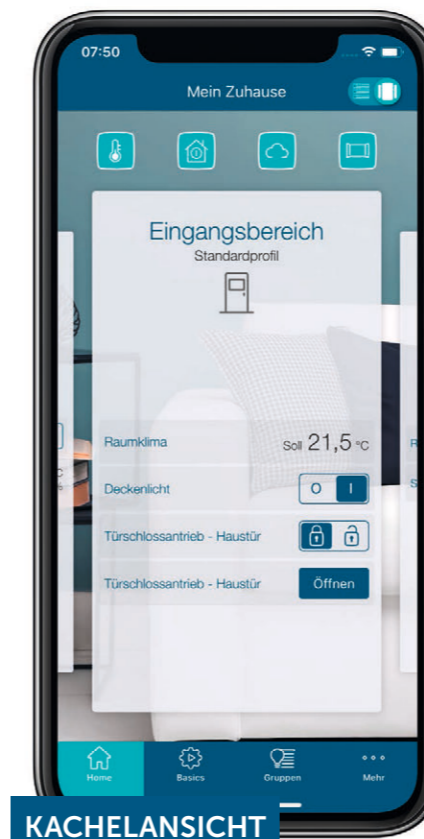 07:50
Mein Zuhause
Eingangsbereich
Standardprofil
Raumklima
Soll 21,5 °C
Deckenlicht
O I
Türschlossantrieb - Haustür
Türschlossantrieb - Haustür
Öffnen
Home
Basics
Gruppen
Mehr
KACHELANSICHT